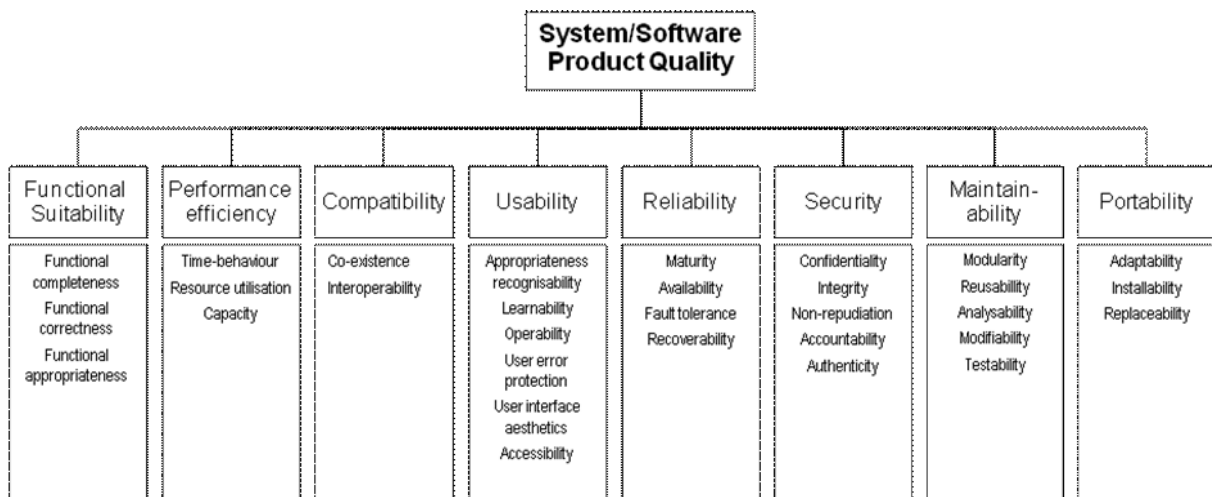 System/Software
Product Quality
Functional
Suitability
Performance
efficiency
Compatibility
Usability
Reliability
Security
Maintain-
ability
Portability
Functional
completeness
Functional
correctness
Functional
appropriateness
Time-behaviour
Resource utilisation
Capacity
Co-existence
Interoperability
Appropriateness
recognisability
Learnability
Operability
User error
protection
User interface
aesthetics
Accessibility
Maturity
Availability
Fault tolerance
Recoverability
Confidentiality
Integrity
Non-repudiation
Accountability
Authenticity
Modularity
Reusability
Analysability
Modifiability
Testability
Adaptability
Installability
Replaceability